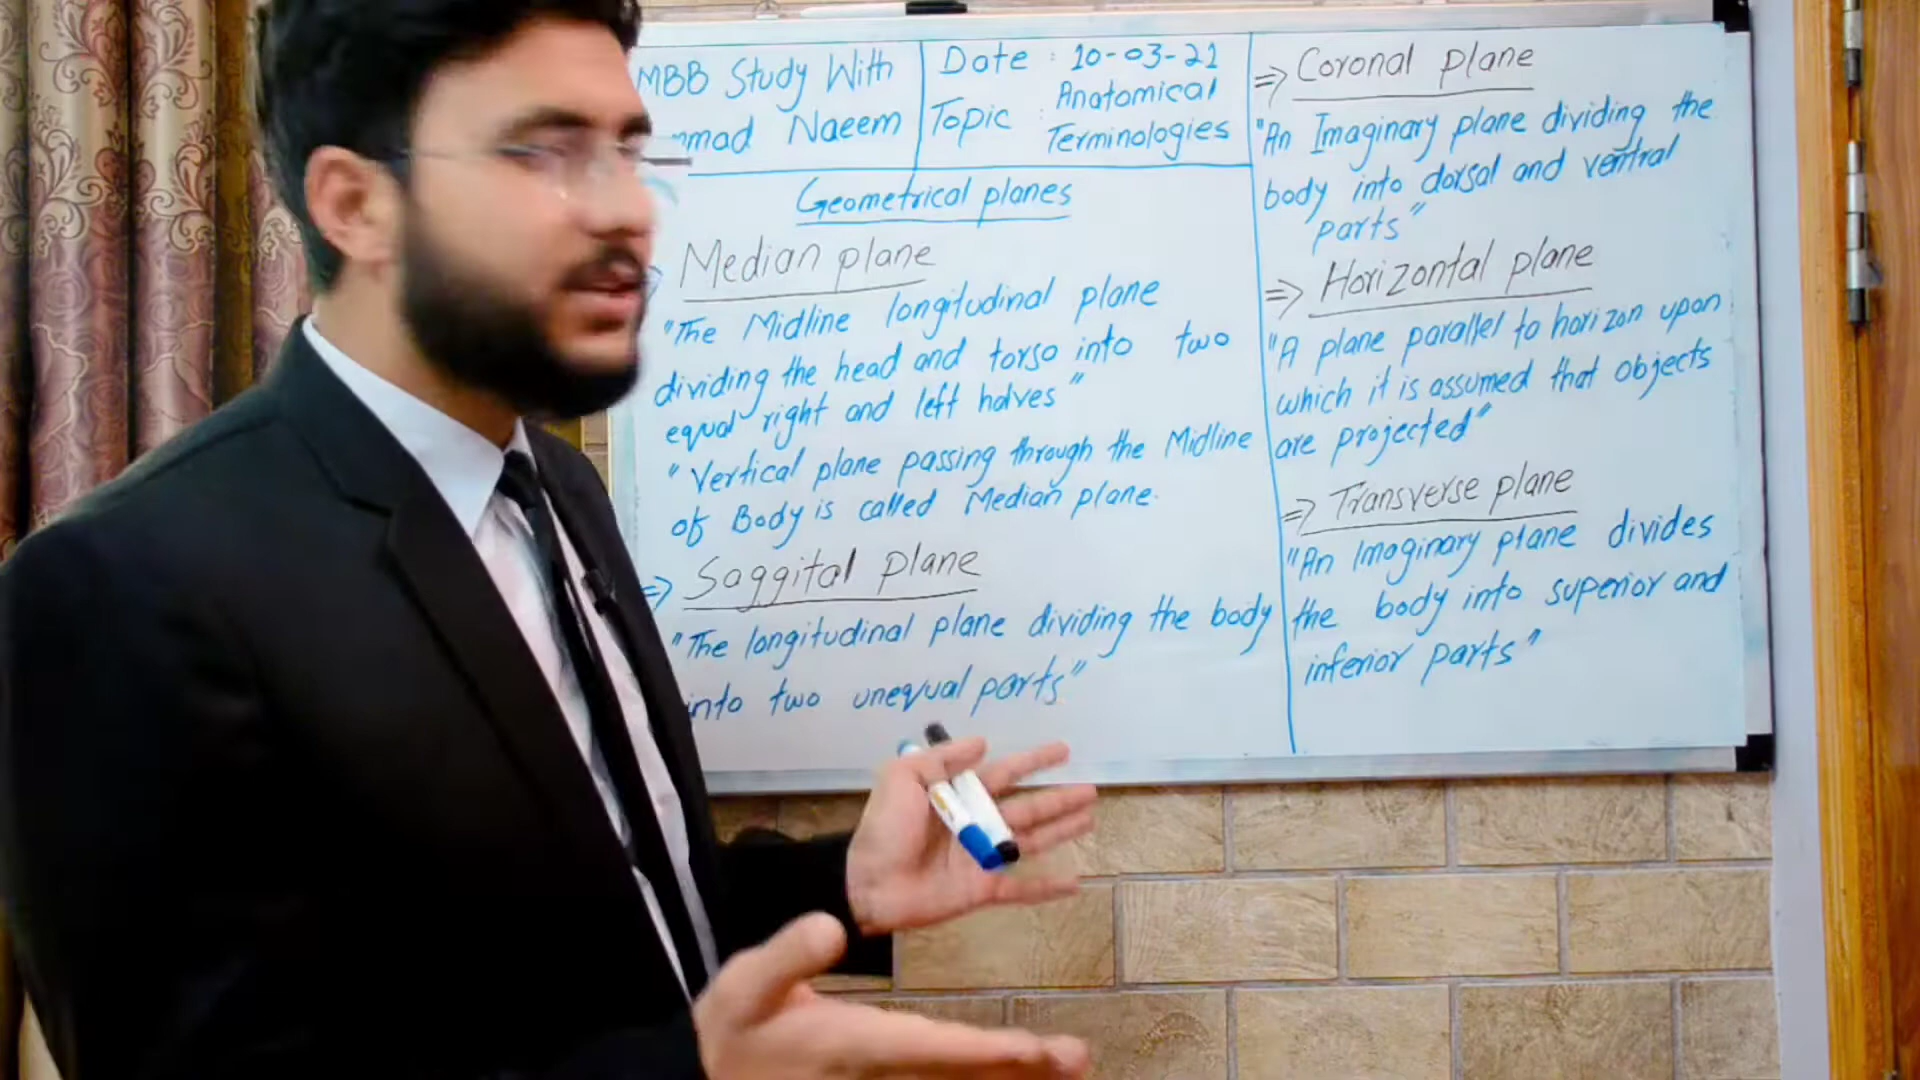 MBB Study With
mmad Naeem
Date : 10-03-21
Topic : Anatomical
Terminologies
Geometrical planes
Median plane
"The Midline longitudinal plane
dividing the head and torso into two
equal right and left halves"
"Vertical plane passing through the Midline
of Body is called Median plane.
=> Saggital plane
"The longitudinal plane dividing the body
into two unequal parts"
=> Coronal plane
"An Imaginary plane dividing the
body into dorsal and ventral
parts"
=> Horizontal plane
"A plane parallel to horizon upon
which it is assumed that objects
are projected"
=> Transverse plane
"An Imaginary plane divides
the body into superior and
inferior parts"